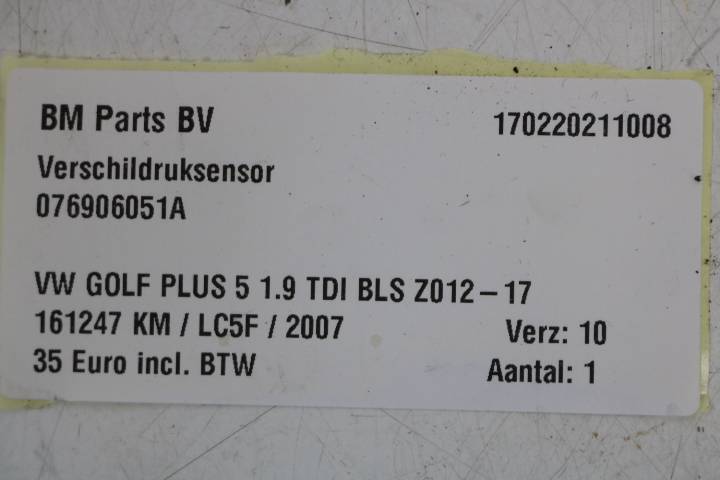 BM Parts BV 170220211008
Verschildruksensor
076906051A
VW GOLF PLUS 5 1.9 TDI BLS Z012-17
161247 KM / LC5F / 2007 Verz: 10
35 Euro incl. BTW Aantal: 1